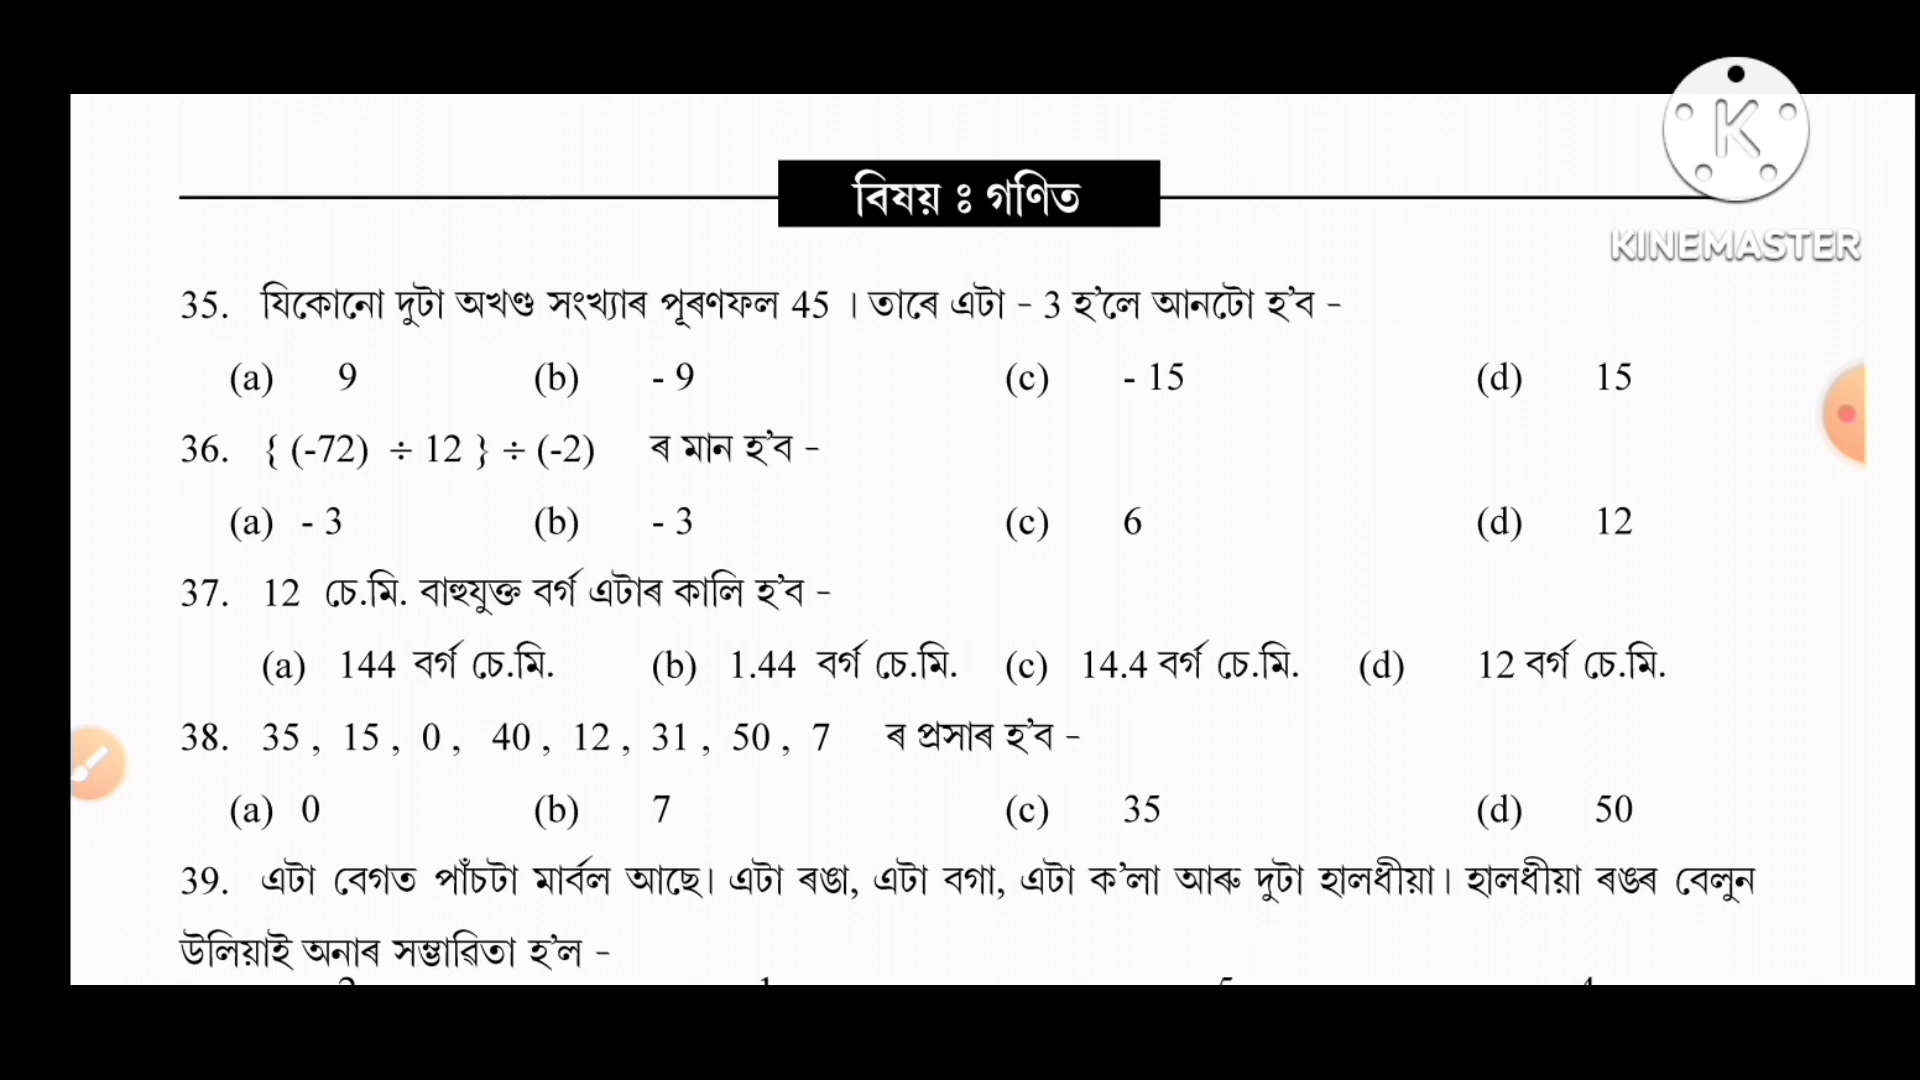 K
KINEMASTER
বিষয় ঃ গণিত
35. যিকোনো দুটা অখণ্ড সংখ্যাৰ পূৰণফল 45 । তাৰে এটা - 3 হ’লে আনটো হ’ব -
(a) 9 (b) - 9 (c) - 15 (d) 15
36. { (-72) ÷ 12 } ÷ (-2) ৰ মান হ’ব -
(a) - 3 (b) - 3 (c) 6 (d) 12
37. 12 চে.মি. বাহুযুক্ত বৰ্গ এটাৰ কালি হ’ব -
(a) 144 বৰ্গ চে.মি. (b) 1.44 বৰ্গ চে.মি. (c) 14.4 বৰ্গ চে.মি. (d) 12 বৰ্গ চে.মি.
38. 35 , 15 , 0 , 40 , 12 , 31 , 50 , 7 ৰ প্ৰসাৰ হ’ব -
(a) 0 (b) 7 (c) 35 (d) 50
39. এটা বেগত পাঁচটা মাৰ্বল আছে। এটা ৰঙা, এটা বগা, এটা ক’লা আৰু দুটা হালধীয়া। হালধীয়া ৰঙৰ বেলুন
উলিয়াই অনাৰ সম্ভাৱিতা হ’ল -